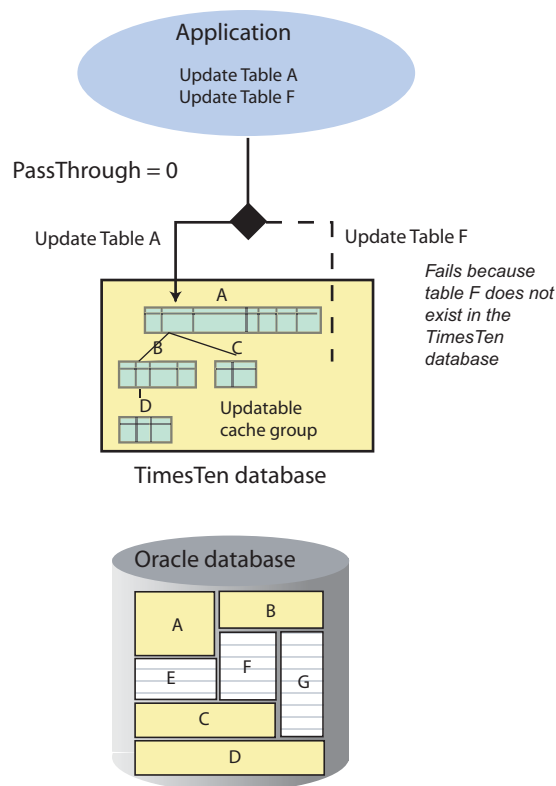 Application
Update Table A
Update Table F
PassThrough = 0
Update Table A
Update Table F
Fails because
table F does not
exist in the
TimesTen
database
A
B
C
D
Updatable
cache group
TimesTen database
Oracle database
A
B
E
F
G
C
D